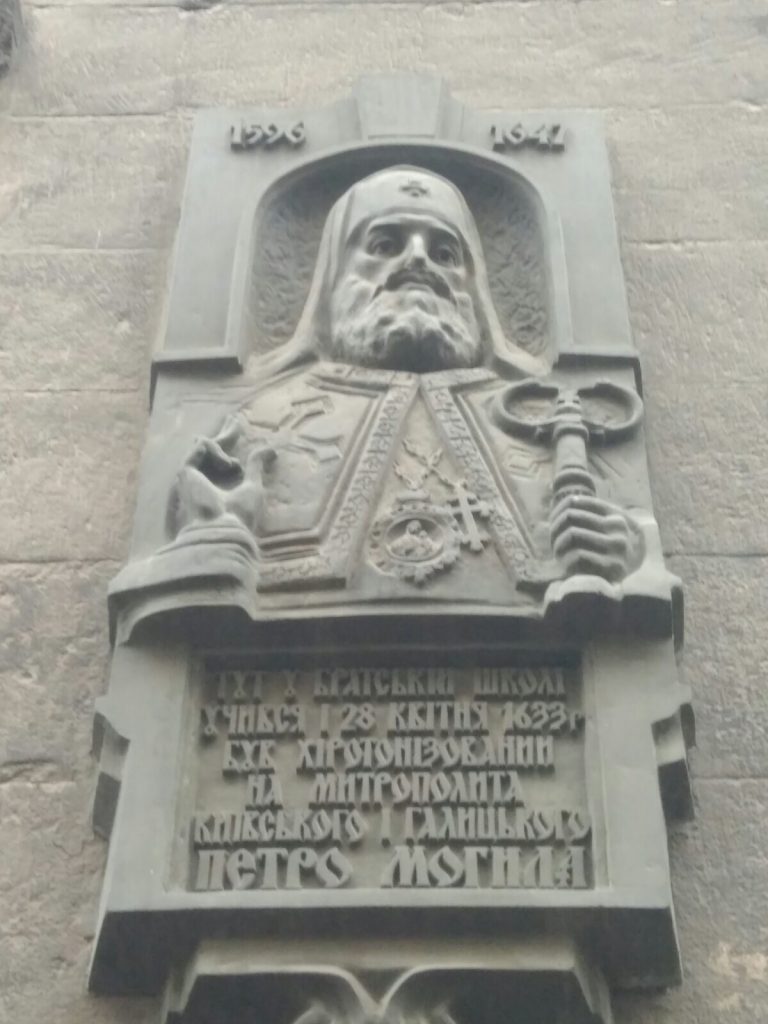 1596 1647
ТУТ У БРАТСЬКІЙ ШКОЛІ
УЧИВСЯ І 28 КВІТНЯ 1633 р
БУВ ХІРОТОНІЗОВАНИЙ
НА МИТРОПОЛИТА
КИЇВСЬКОГО І ГАЛИЦЬКОГО
ПЕТРО МОГИЛА